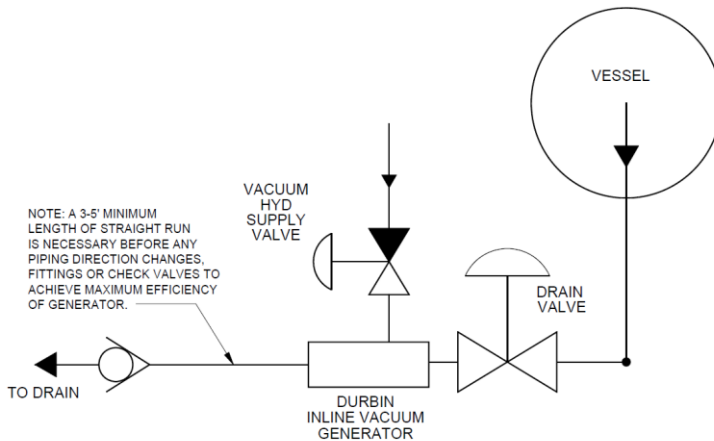 VESSEL
VACUUM
HYD
SUPPLY
VALVE
NOTE: A 3-5' MINIMUM
LENGTH OF STRAIGHT RUN
IS NECESSARY BEFORE ANY
PIPING DIRECTION CHANGES,
FITTINGS OR CHECK VALVES TO
ACHIEVE MAXIMUM EFFICIENCY
OF GENERATOR.
DRAIN
VALVE
TO DRAIN
DURBIN
INLINE VACUUM
GENERATOR